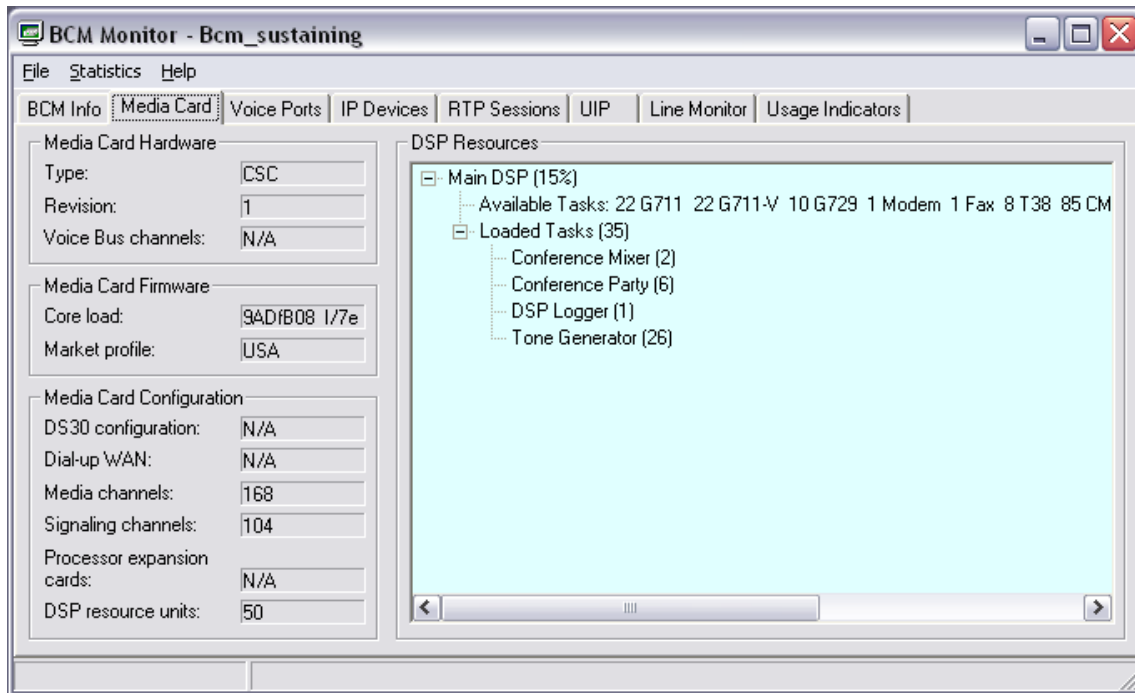 BCM Monitor - Bcm_sustaining
File Statistics Help
BCM Info Media Card Voice Ports IP Devices RTP Sessions UIP Line Monitor Usage Indicators
Media Card Hardware
Type: CSC
Revision: 1
Voice Bus channels: N/A
Media Card Firmware
Core load: 9ADfB08 I/7e
Market profile: USA
Media Card Configuration
DS30 configuration: N/A
Dial-up WAN: N/A
Media channels: 168
Signaling channels: 104
Processor expansion
cards: N/A
DSP resource units: 50
DSP Resources
Main DSP (15%)
Available Tasks: 22 G711 22 G711-V 10 G729 1 Modem 1 Fax 8 T38 85 CM
Loaded Tasks (35)
Conference Mixer (2)
Conference Party (6)
DSP Logger (1)
Tone Generator (26)